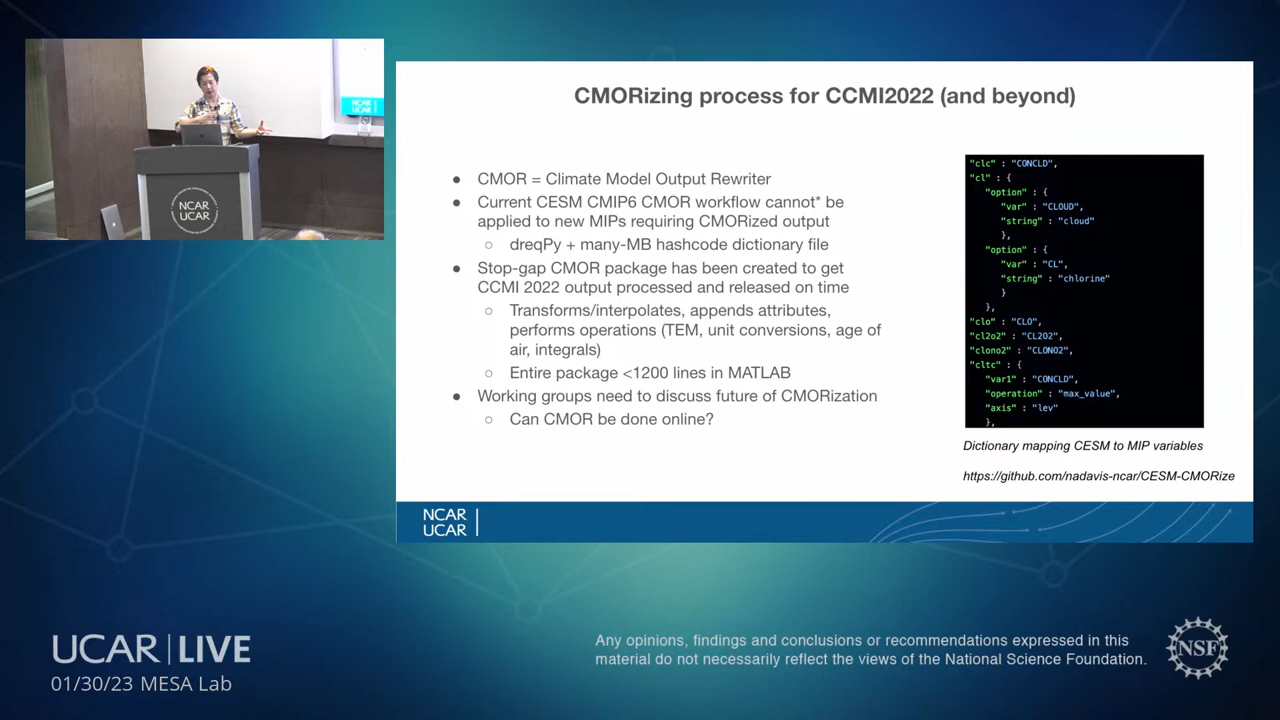 NCAR
UCAR
NCAR
UCAR
CMORizing process for CCMI2022 (and beyond)
● CMOR = Climate Model Output Rewriter
● Current CESM CMIP6 CMOR workflow cannot* be
applied to new MIPs requiring CMORized output
○ dreqPy + many-MB hashcode dictionary file
● Stop-gap CMOR package has been created to get
CCMI 2022 output processed and released on time
○ Transforms/interpolates, appends attributes,
performs operations (TEM, unit conversions, age of
air, integrals)
○ Entire package <1200 lines in MATLAB
● Working groups need to discuss future of CMORization
○ Can CMOR be done online?
"clc" : "CONCLD",
"cl" : {
"option" : {
"var" : "CLOUD",
"string" : "cloud"
},
"option" : {
"var" : "CL",
"string" : "chlorine"
}
},
"clo" : "CLO",
"cl2o2" : "CL2O2",
"clono2" : "CLONO2",
"cltc" : {
"var1" : "CONCLD",
"operation" : "max_value",
"axis" : "lev"
},
Dictionary mapping CESM to MIP variables
https://github.com/nadavis-ncar/CESM-CMORize
NCAR
UCAR
UCAR | LIVE
01/30/23 MESA Lab
Any opinions, findings and conclusions or recommendations expressed in this
material do not necessarily reflect the views of the National Science Foundation.
NSF